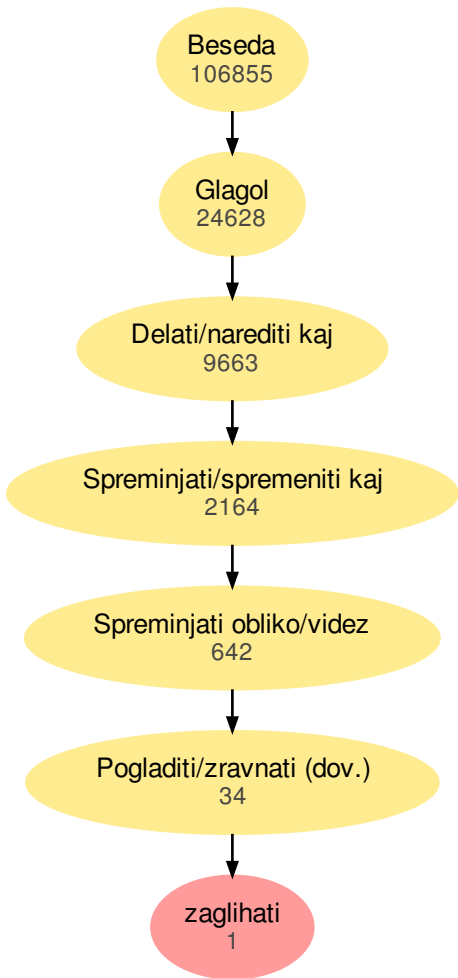 Beseda
106855
Glagol
24628
Delati/narediti kaj
9663
Spreminjati/spremeniti kaj
2164
Spreminjati obliko/videz
642
Pogladiti/zravnati (dov.)
34
zaglihati
1